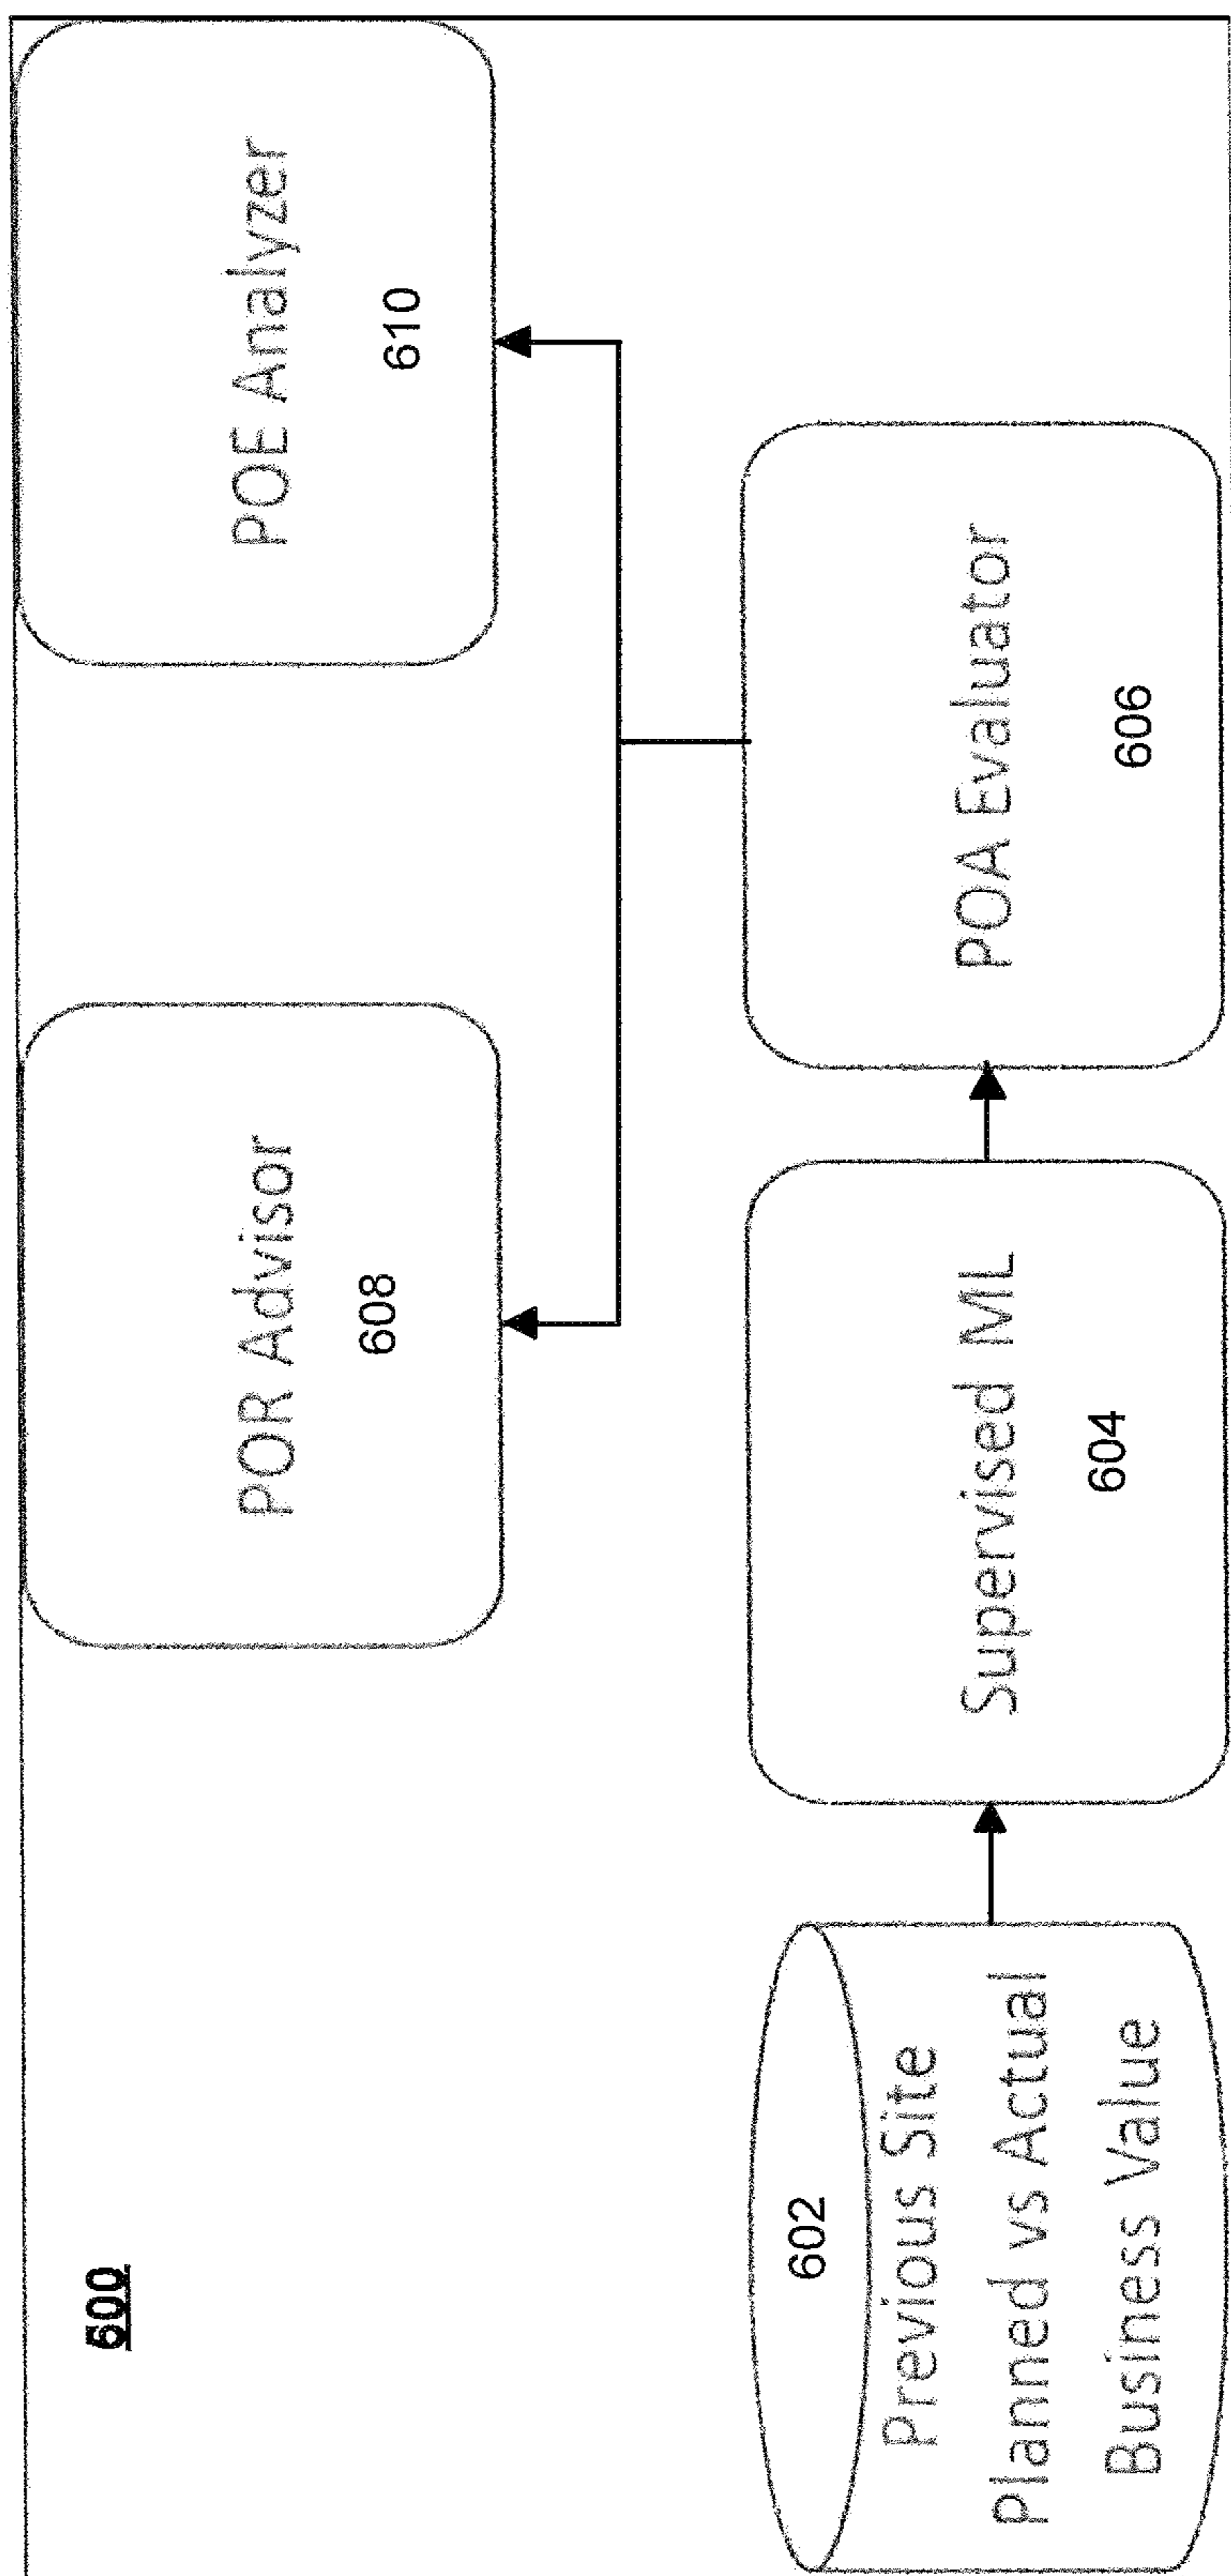 600
POR Advisor
608
POE Analyzer
610
602
Previous Site
Planned vs Actual
Business Value
Supervised ML
604
POA Evaluator
606